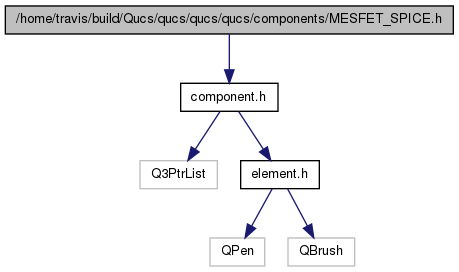 /home/travis/build/Qucs/qucs/qucs/qucs/components/MESFET_SPICE.h
component.h
Q3PtrList
element.h
QPen
QBrush